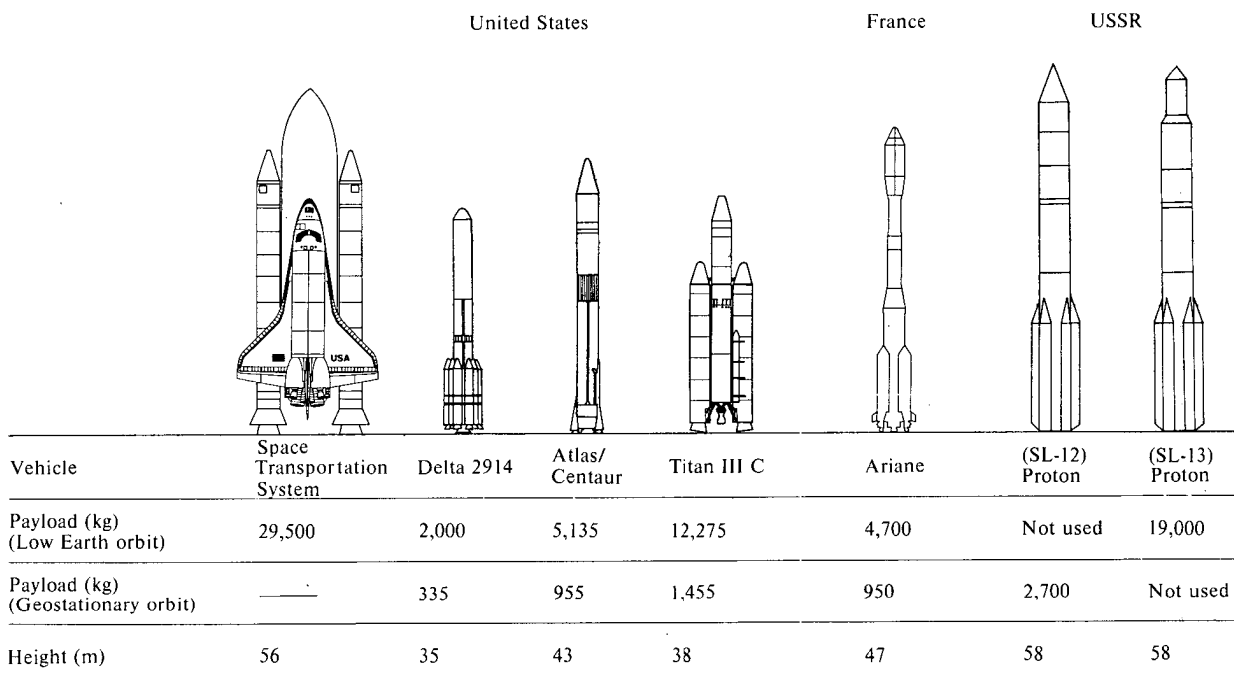 United States France USSR
USA
Vehicle Space Transportation System Delta 2914 Atlas/ Centaur Titan III C Ariane (SL-12) Proton (SL-13) Proton
Payload (kg) (Low Earth orbit) 29,500 2,000 5,135 12,275 4,700 Not used 19,000
Payload (kg) (Geostationary orbit) —— 335 955 1,455 950 2,700 Not used
Height (m) 56 35 43 38 47 58 58